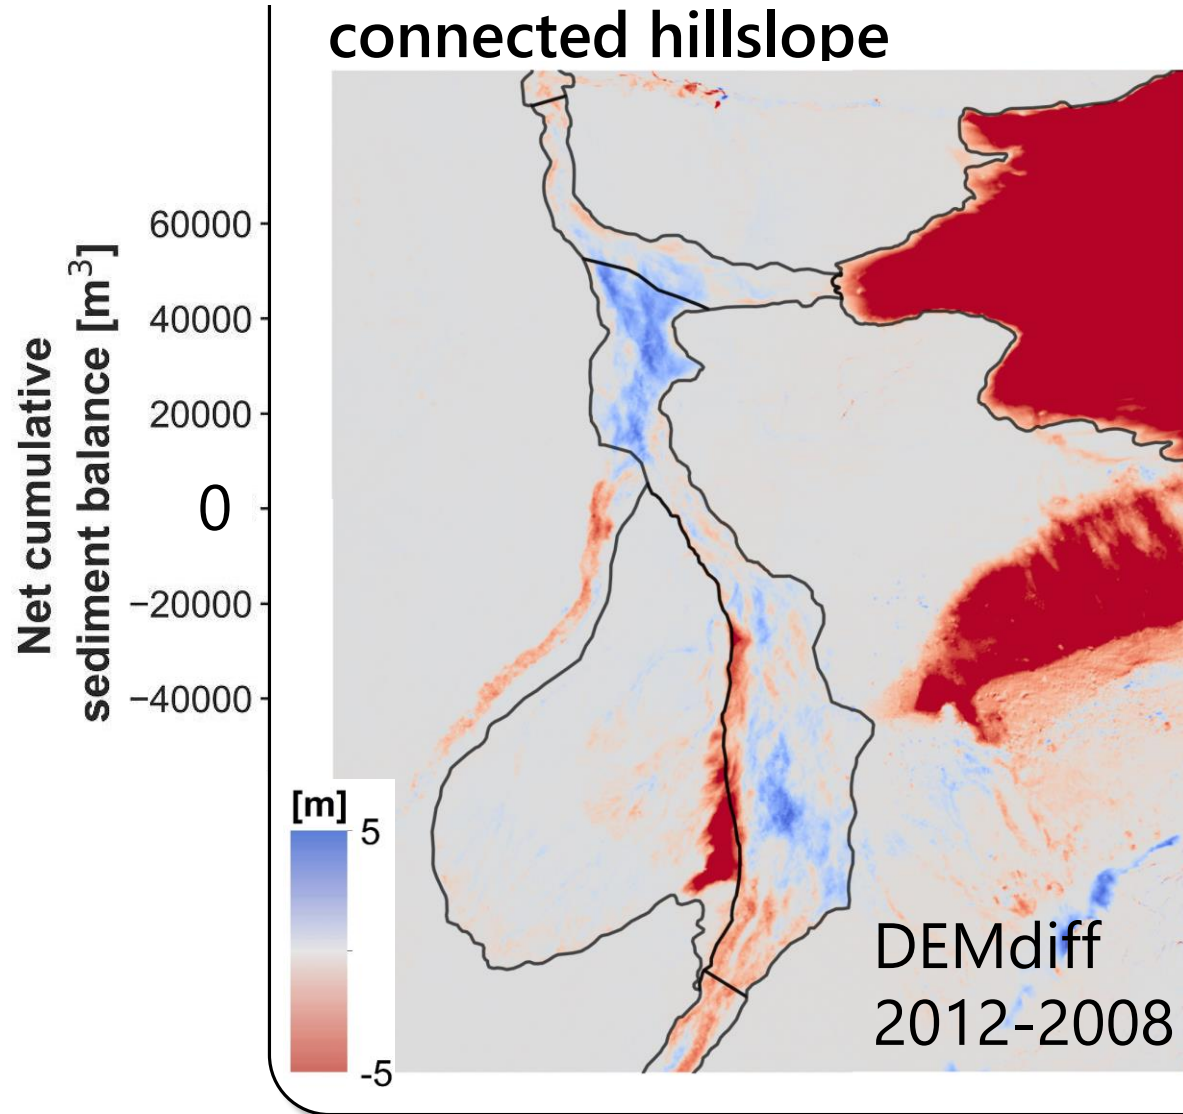 connected hillslope
Net cumulative
sediment balance [m³]
60000
40000
20000
0
−20000
−40000
[m]
5
-5
DEMdiff
2012-2008